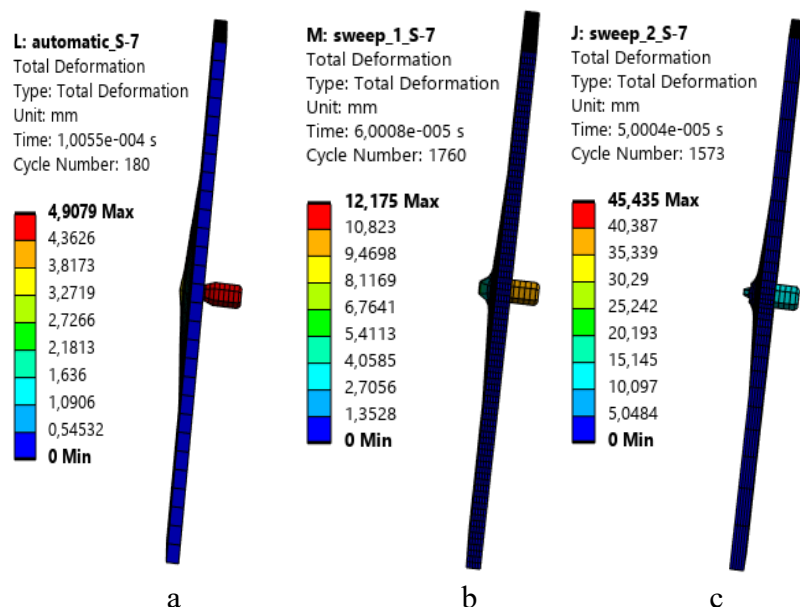 L: automatic_S-7
Total Deformation
Type: Total Deformation
Unit: mm
Time: 1,0055e-004 s
Cycle Number: 180
4,9079 Max
4,3626
3,8173
3,2719
2,7266
2,1813
1,636
1,0906
0,54532
0 Min
a
M: sweep_1_S-7
Total Deformation
Type: Total Deformation
Unit: mm
Time: 6,0008e-005 s
Cycle Number: 1760
12,175 Max
10,823
9,4698
8,1169
6,7641
5,4113
4,0585
2,7056
1,3528
0 Min
b
J: sweep_2_S-7
Total Deformation
Type: Total Deformation
Unit: mm
Time: 5,0004e-005 s
Cycle Number: 1573
45,435 Max
40,387
35,339
30,29
25,242
20,193
15,145
10,097
5,0484
0 Min
c